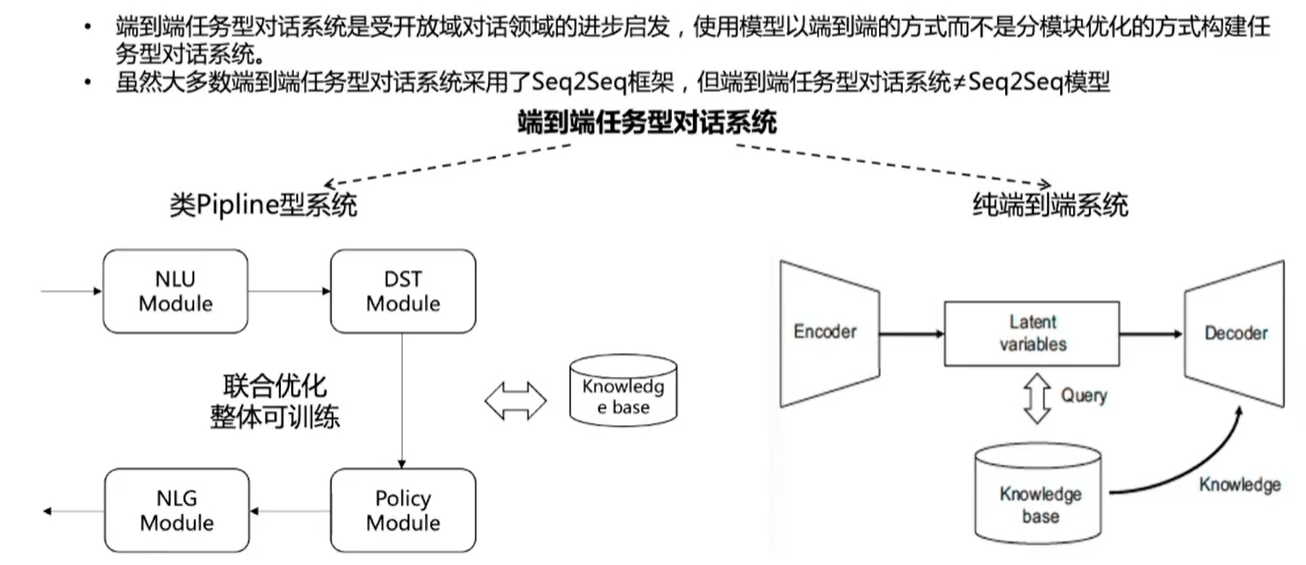 • 端到端任务型对话系统是受开放域对话领域的进步启发，使用模型以端到端的方式而不是分模块优化的方式构建任
务型对话系统。
• 虽然大多数端到端任务型对话系统采用了Seq2Seq框架，但端到端任务型对话系统≠Seq2Seq模型
端到端任务型对话系统
类Pipline型系统
NLU
Module
DST
Module
联合优化
整体可训练
Knowledg
e base
NLG
Module
Policy
Module
纯端到端系统
Encoder
Latent
variables
Decoder
Query
Knowledge
base
Knowledge